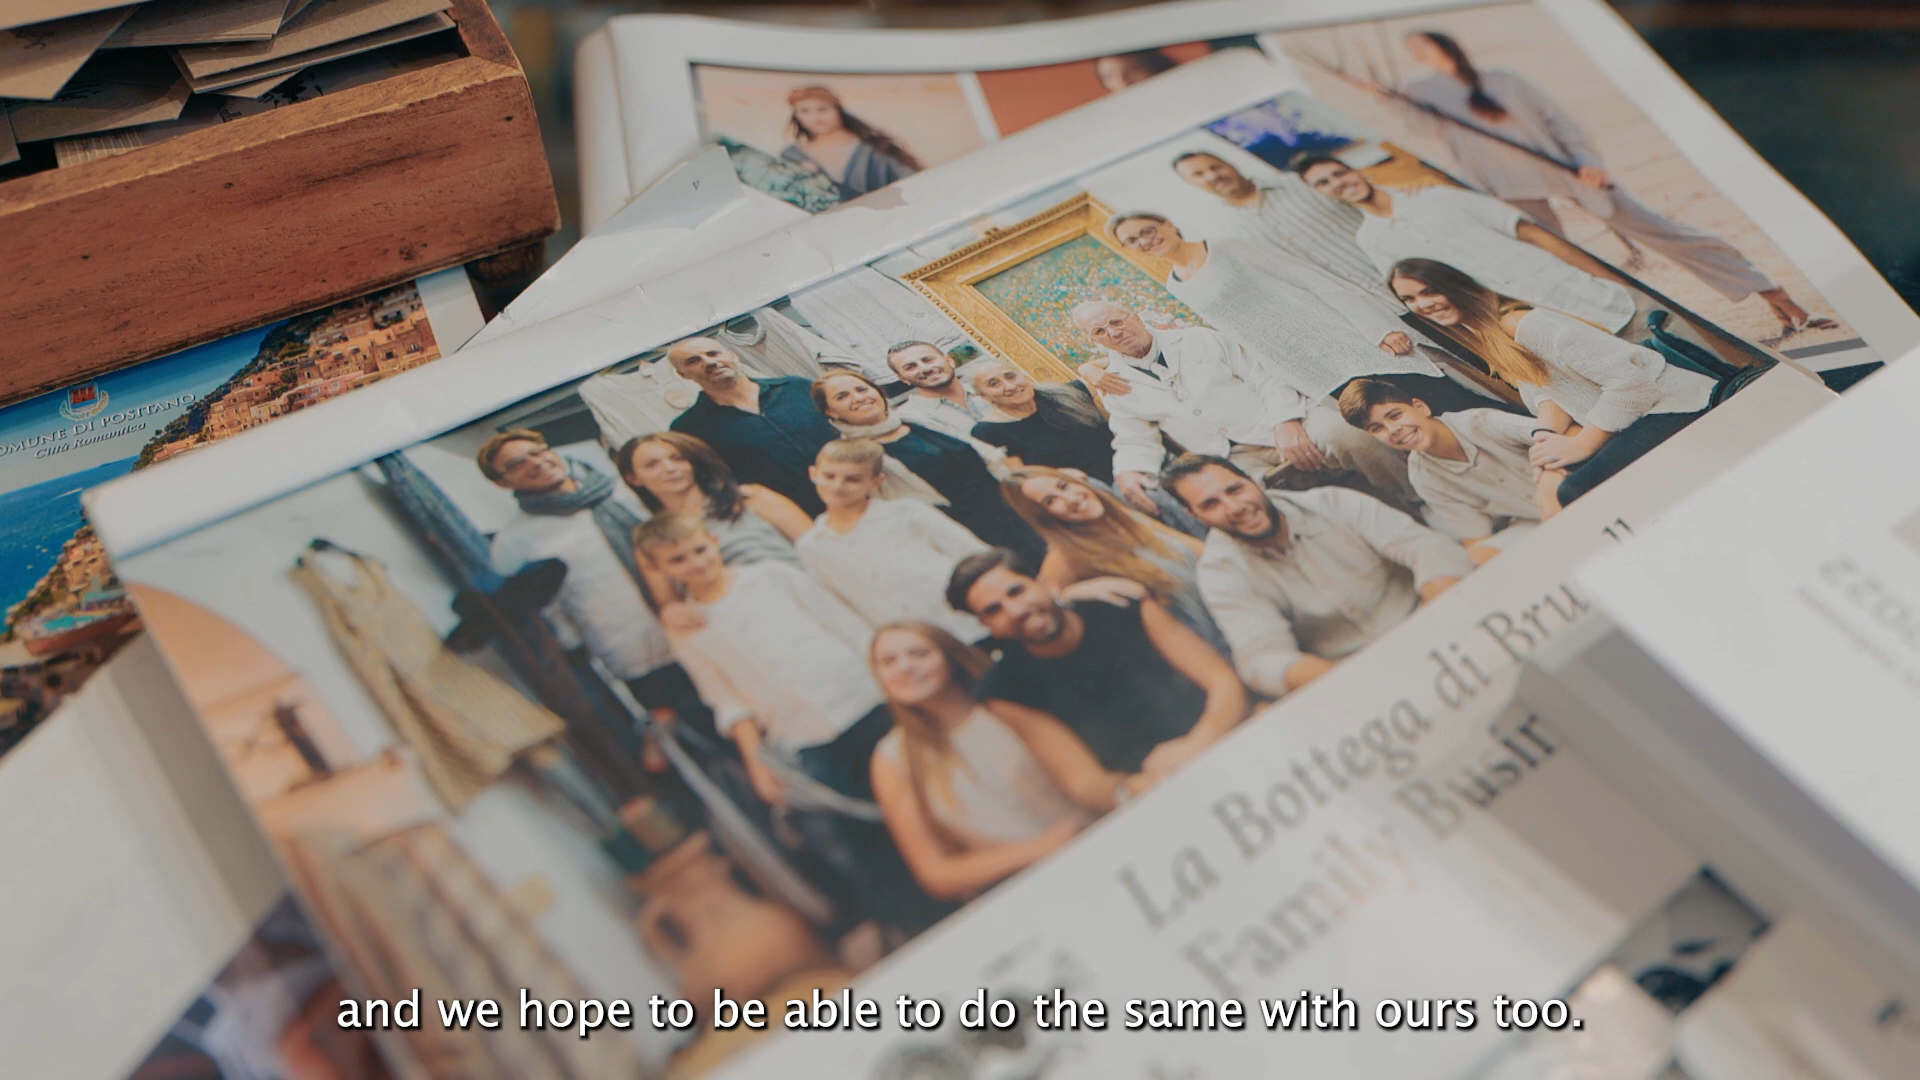 COMUNE DI POSITANO
Città Romantica
11
La Bottega di Bru
Family Busin
and we hope to be able to do the same with ours too.